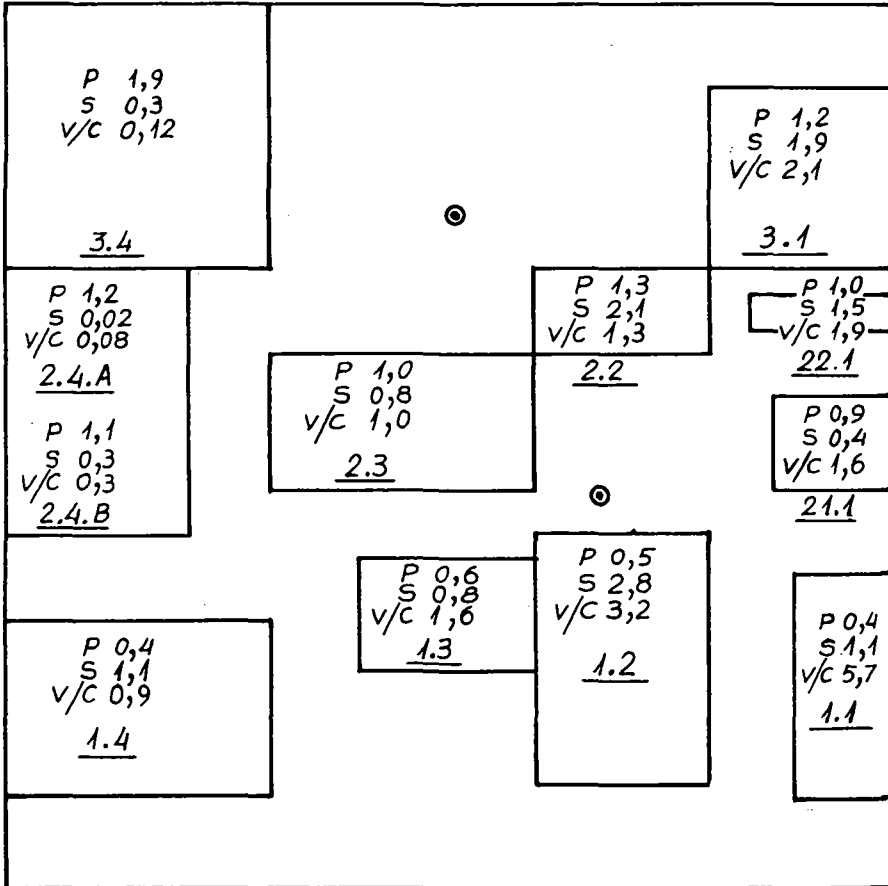 P 1,9
S 0,3
V/C 0,12
3.4
P 1,2
S 1,9
V/C 2,1
3.1
P 1,2
S 0,02
V/C 0,08
2.4.A
P 1,1
S 0,3
V/C 0,3
2.4.B
P 1,0
S 0,8
V/C 1,0
2.3
P 1,3
S 2,1
V/C 1,3
2.2
P 1,0
S 1,5
V/C 1,9
22.1
P 0,9
S 0,4
V/C 1,6
21.1
P 0,4
S 1,1
V/C 0,9
1.4
P 0,6
S 0,8
V/C 1,6
1.3
P 0,5
S 2,8
V/C 3,2
1.2
P 0,4
S 1,1
V/C 5,7
1.1